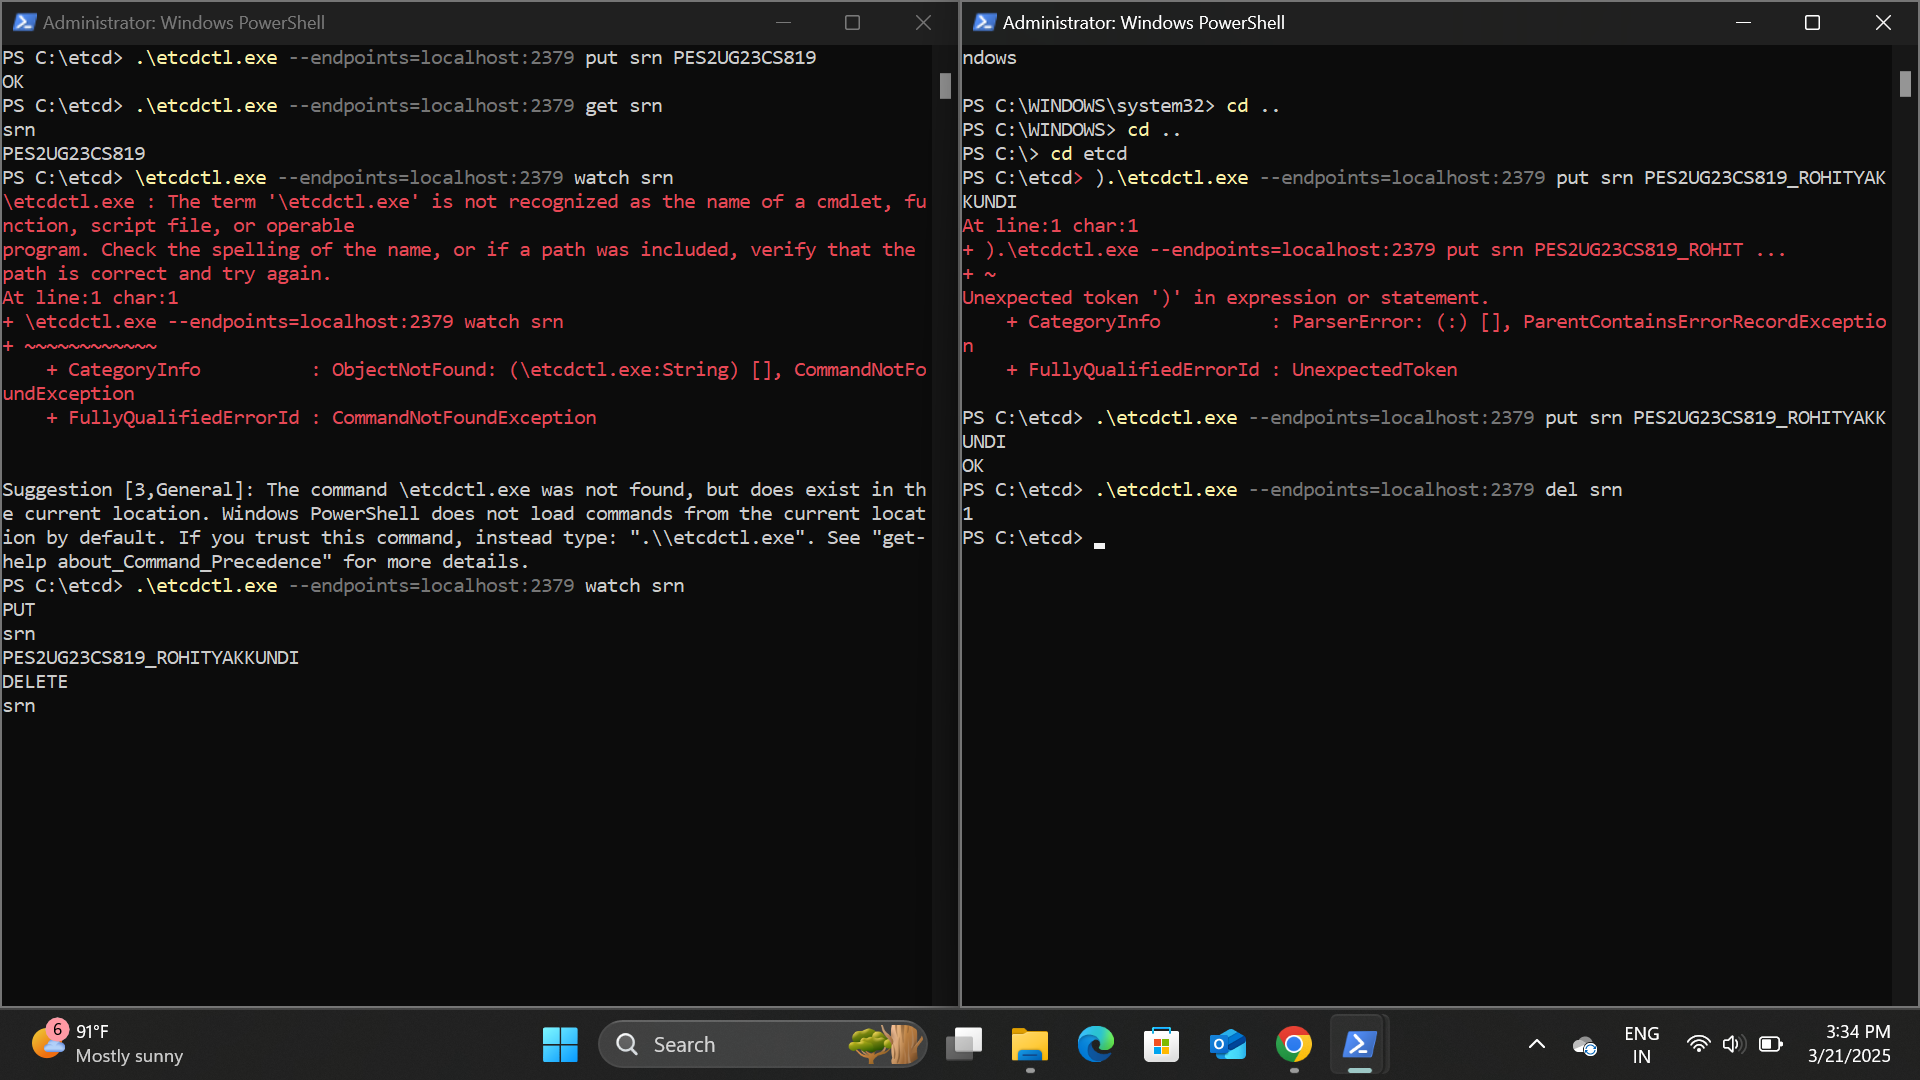 Administrator: Windows PowerShell
PS C:\etcd> .\etcdctl.exe --endpoints=localhost:2379 put srn PES2UG23CS819
OK
PS C:\etcd> .\etcdctl.exe --endpoints=localhost:2379 get srn
srn
PES2UG23CS819
PS C:\etcd> \etcdctl.exe --endpoints=localhost:2379 watch srn
\etcdctl.exe : The term '\etcdctl.exe' is not recognized as the name of a cmdlet, fu
nction, script file, or operable
program. Check the spelling of the name, or if a path was included, verify that the
path is correct and try again.
At line:1 char:1
+ \etcdctl.exe --endpoints=localhost:2379 watch srn
+ ~~~~~~~~~~~~
    + CategoryInfo          : ObjectNotFound: (\etcdctl.exe:String) [], CommandNotFo
undException
    + FullyQualifiedErrorId : CommandNotFoundException
Suggestion [3,General]: The command \etcdctl.exe was not found, but does exist in th
e current location. Windows PowerShell does not load commands from the current locat
ion by default. If you trust this command, instead type: ".\\etcdctl.exe". See "get-
help about_Command_Precedence" for more details.
PS C:\etcd> .\etcdctl.exe --endpoints=localhost:2379 watch srn
PUT
srn
PES2UG23CS819_ROHITYAKKUNDI
DELETE
srn
Administrator: Windows PowerShell
ndows
PS C:\WINDOWS\system32> cd ..
PS C:\WINDOWS> cd ..
PS C:\> cd etcd
PS C:\etcd> ).\etcdctl.exe --endpoints=localhost:2379 put srn PES2UG23CS819_ROHITYAK
KUNDI
At line:1 char:1
+ ).\etcdctl.exe --endpoints=localhost:2379 put srn PES2UG23CS819_ROHIT ...
+ ~
Unexpected token ')' in expression or statement.
    + CategoryInfo          : ParserError: (:) [], ParentContainsErrorRecordExceptio
n
    + FullyQualifiedErrorId : UnexpectedToken
PS C:\etcd> .\etcdctl.exe --endpoints=localhost:2379 put srn PES2UG23CS819_ROHITYAKK
UNDI
OK
PS C:\etcd> .\etcdctl.exe --endpoints=localhost:2379 del srn
1
PS C:\etcd>
6
91°F
Mostly sunny
Search
ENG
IN
3:34 PM
3/21/2025